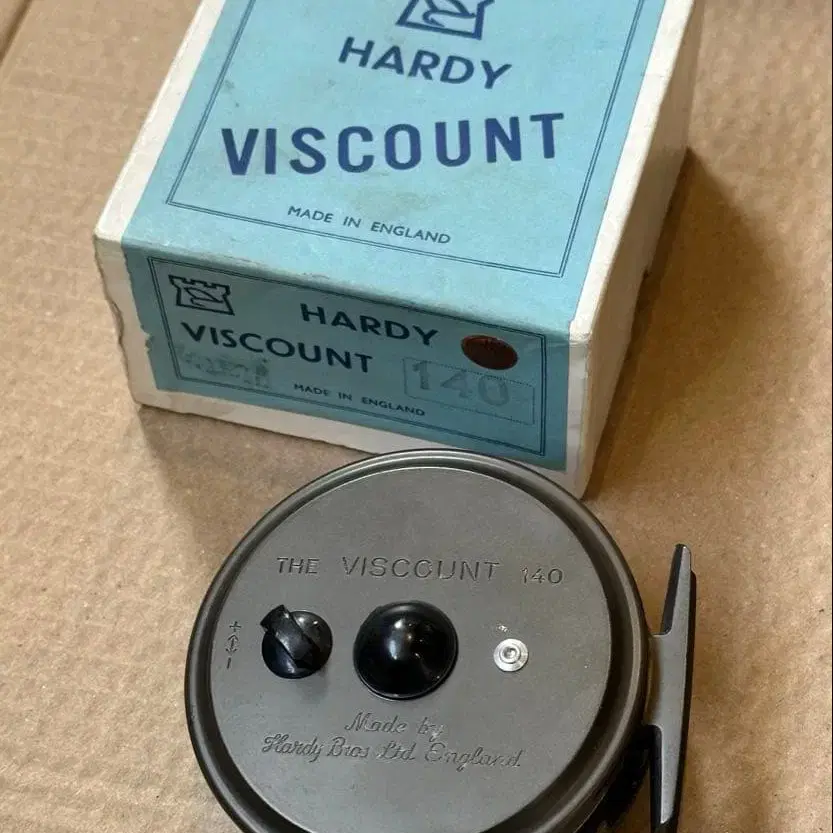 HARDY
VISCOUNT
MADE IN ENGLAND
HARDY
VISCOUNT
140
MADE IN ENGLAND
THE VISCOUNT 140
+
-
Made by
Hardy Bros Ltd England